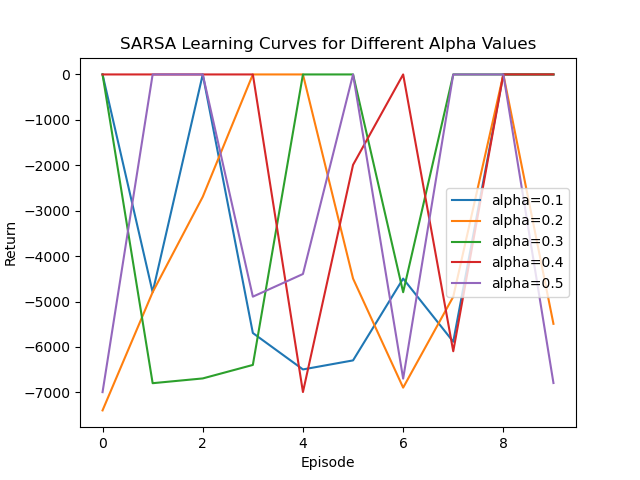 SARSA Learning Curves for Different Alpha Values
0
−1000
−2000
−3000
−4000
−5000
−6000
−7000
Return
0 2 4 6 8
Episode
alpha=0.1
alpha=0.2
alpha=0.3
alpha=0.4
alpha=0.5